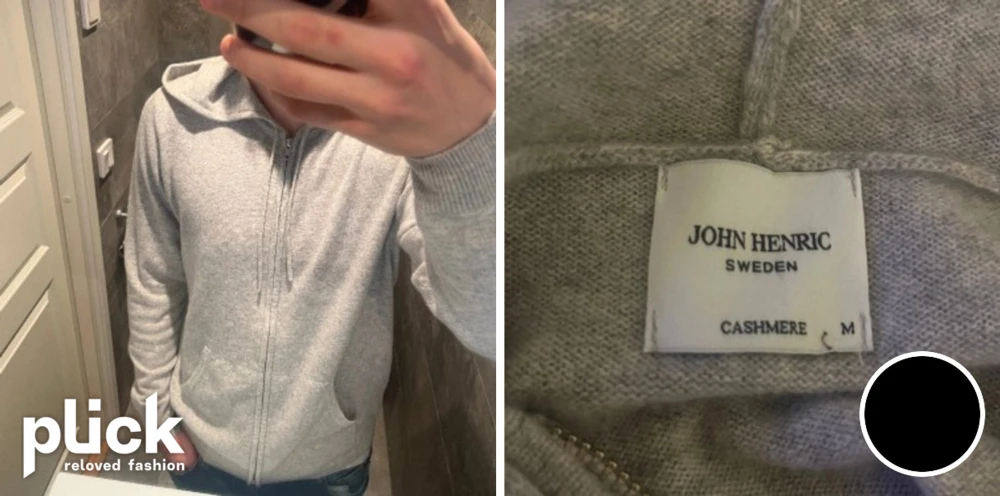 plick
reloved fashion
JOHN HENRIC
SWEDEN
CASHMERE M